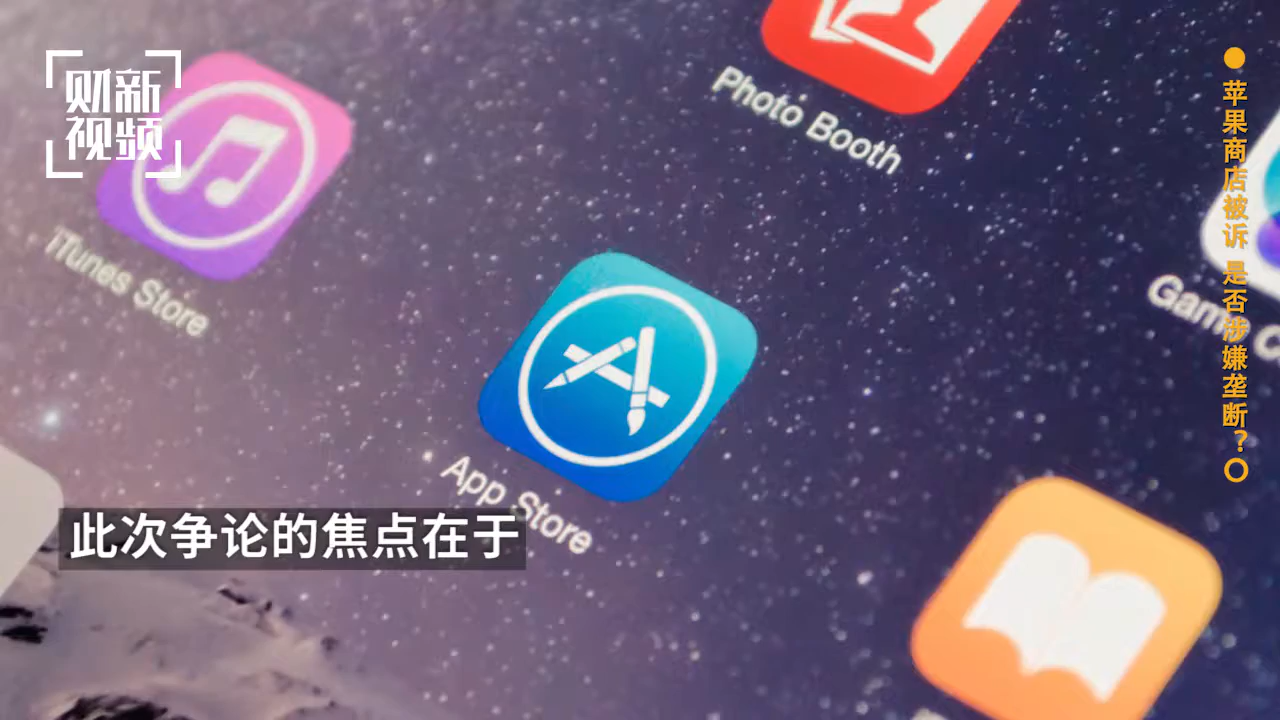 财新
视频
iTunes Store
Photo Booth
App Store
Game
苹果商店被诉 是否涉嫌垄断?
此次争论的焦点在于